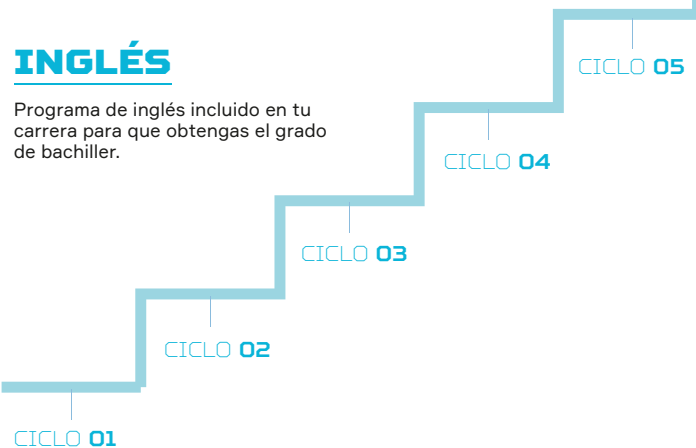 INGLÉS
Programa de inglés incluido en tu
carrera para que obtengas el grado
de bachiller.
CICLO 05
CICLO 04
CICLO 03
CICLO 02
CICLO 01